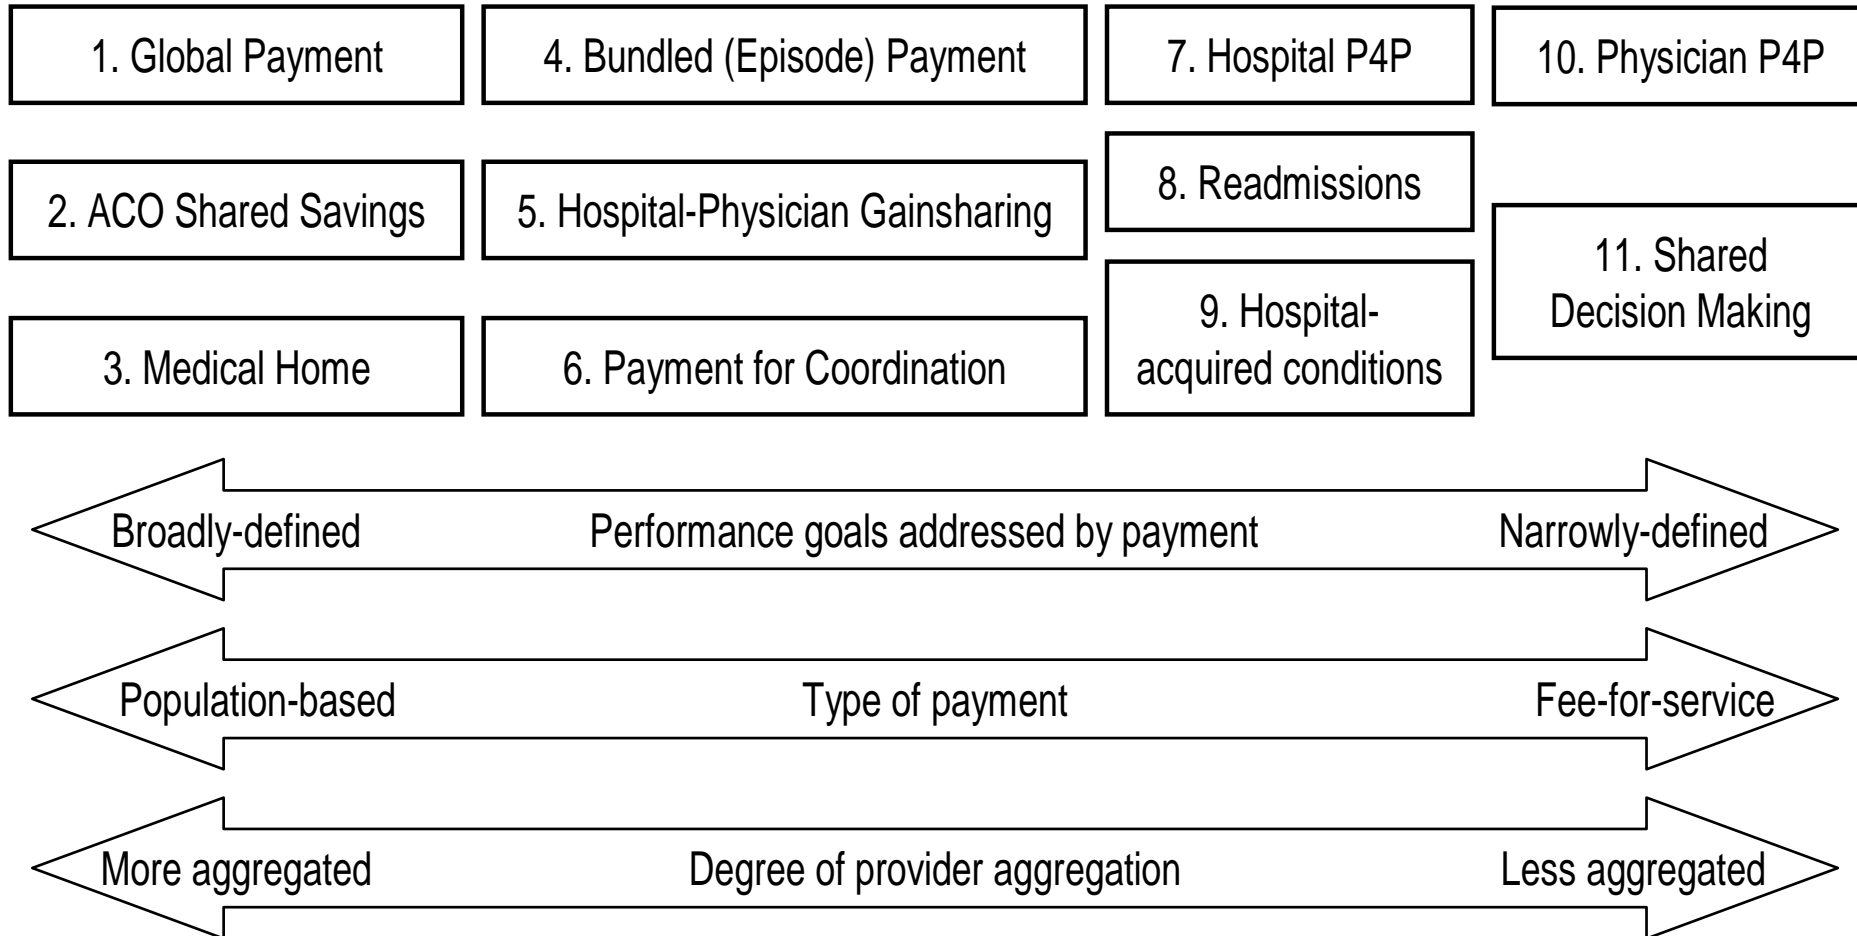 1. Global Payment
2. ACO Shared Savings
3. Medical Home
4. Bundled (Episode) Payment
5. Hospital-Physician Gainsharing
6. Payment for Coordination
7. Hospital P4P
8. Readmissions
9. Hospital-
acquired conditions
10. Physician P4P
11. Shared
Decision Making
Broadly-defined Performance goals addressed by payment Narrowly-defined
Population-based Type of payment Fee-for-service
More aggregated Degree of provider aggregation Less aggregated